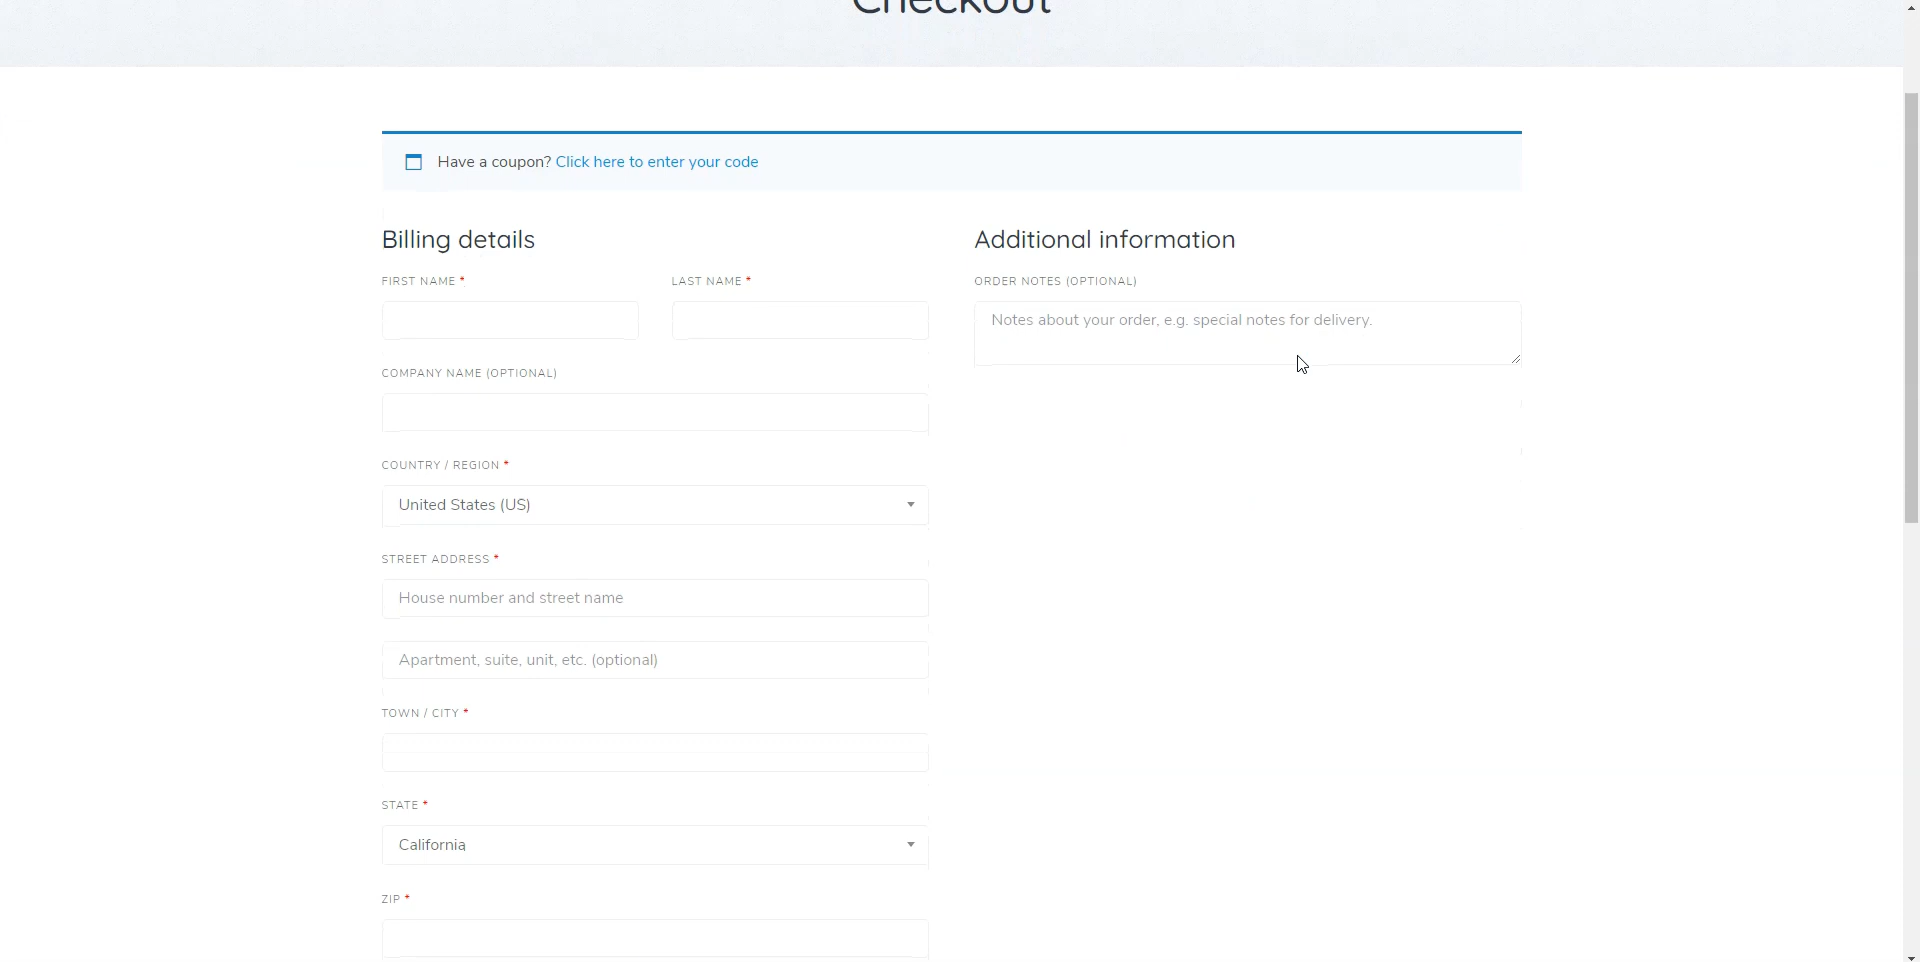 Checkout
Have a coupon? Click here to enter your code
Billing details
FIRST NAME *
LAST NAME *
COMPANY NAME (OPTIONAL)
COUNTRY / REGION *
United States (US)
STREET ADDRESS *
House number and street name
Apartment, suite, unit, etc. (optional)
TOWN / CITY *
STATE *
California
ZIP *
Additional information
ORDER NOTES (OPTIONAL)
Notes about your order, e.g. special notes for delivery.